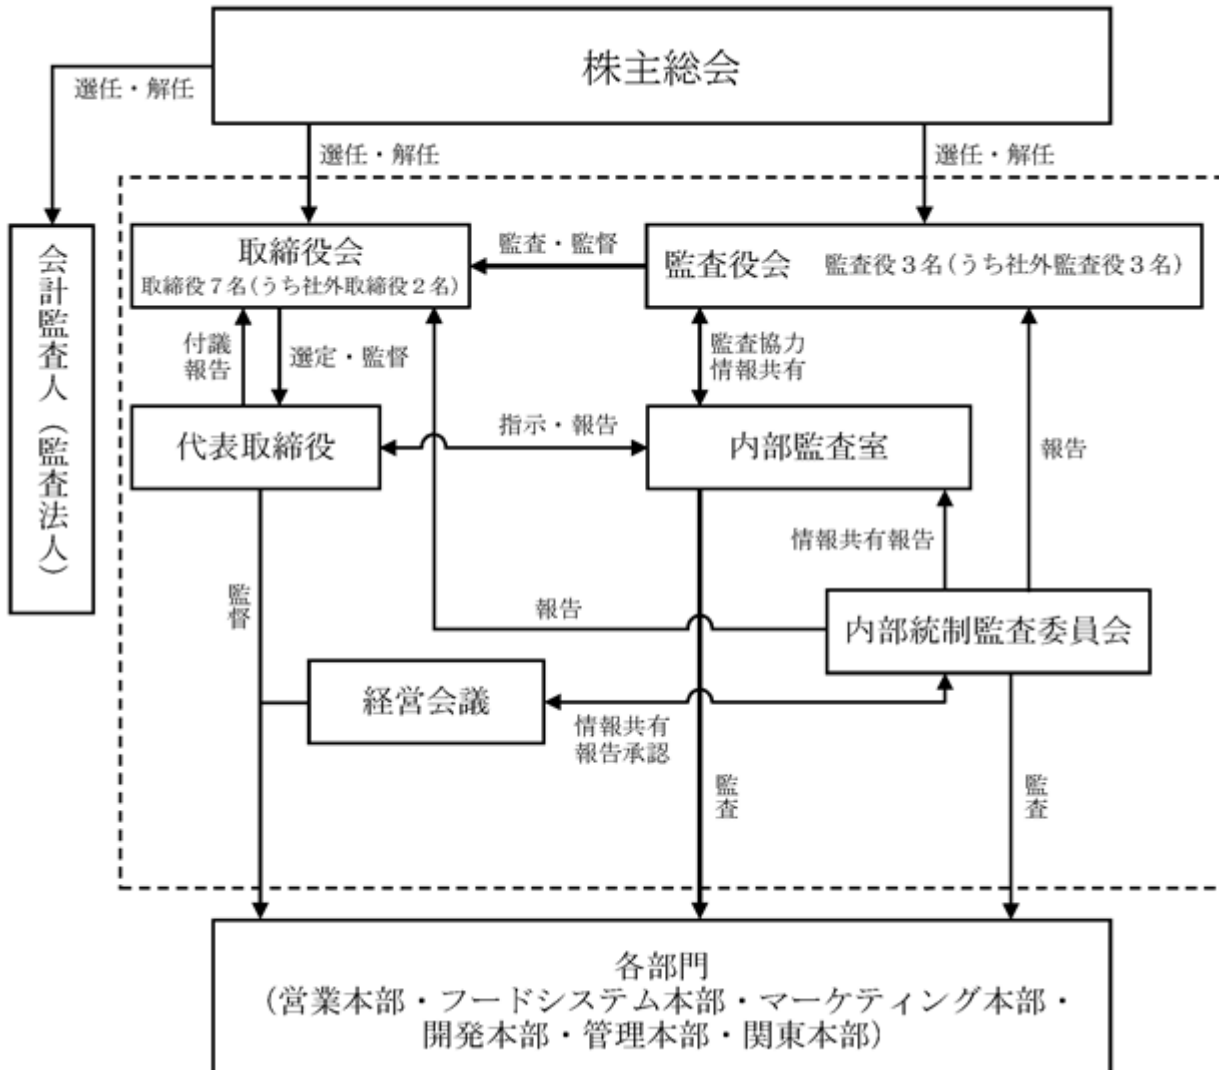 株主総会
選任・解任
選任・解任
選任・解任
会計監査人（監査法人）
取締役会
取締役７名(うち社外取締役２名)
監査・監督
監査役会　監査役３名(うち社外監査役３名)
付議
報告
選定・監督
監査協力
情報共有
代表取締役
指示・報告
内部監査室
報告
情報共有報告
監督
報告
内部統制監査委員会
経営会議
情報共有
報告承認
監査
監査
各部門
(営業本部・フードシステム本部・マーケティング本部・
開発本部・管理本部・関東本部)